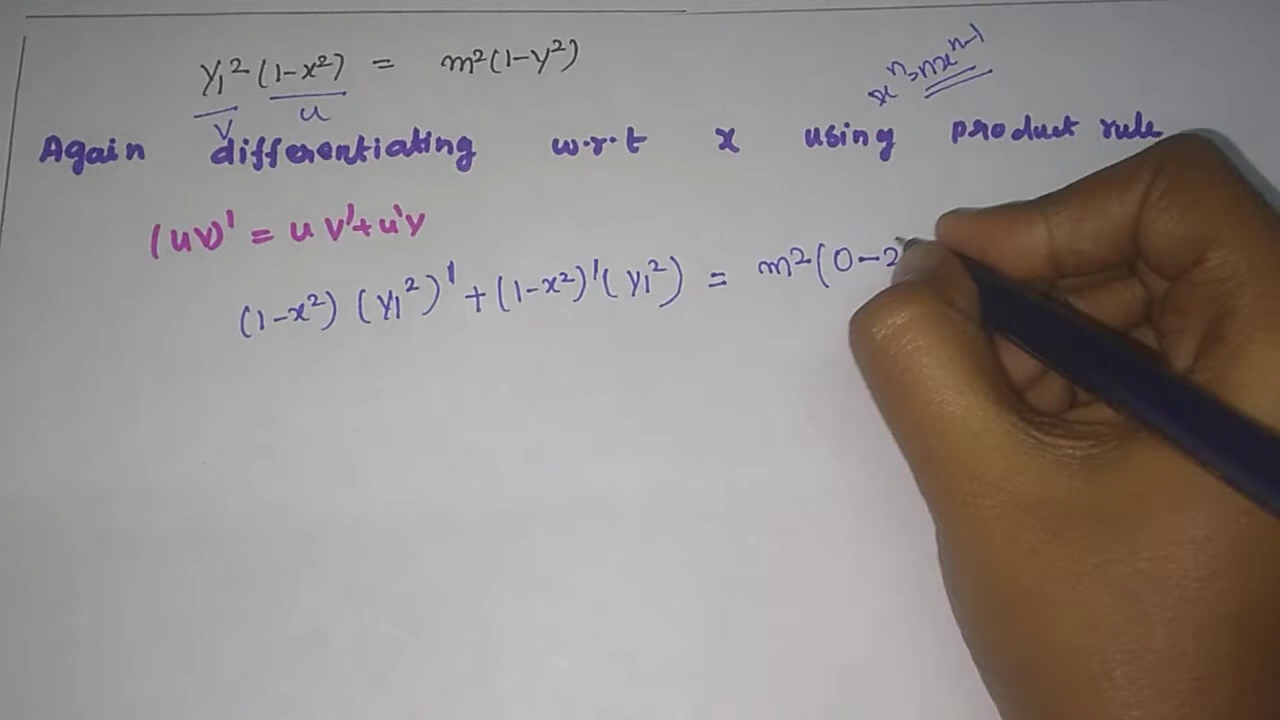 y₁² (1-x²) = m²(1-y²)
xⁿ=nxⁿ⁻¹
v u
Again differentiating w.r.t x using product rule
(uv)' = uv'+u'v
(1-x²) (y₁²)' + (1-x²)' (y₁²) = m²(0-2